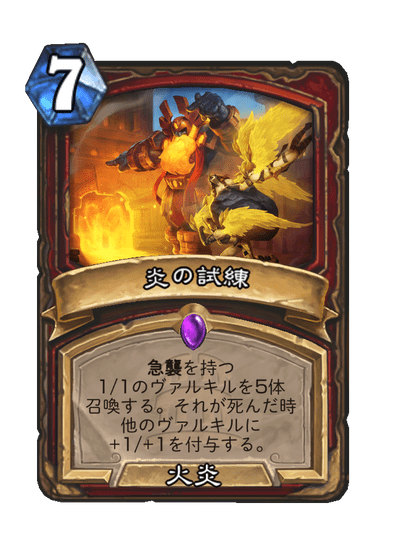 7
炎の試練
急襲を持つ
1/1のヴァルキルを5体
召喚する。それが死んだ時
他のヴァルキルに
+1/+1を付与する。
火炎